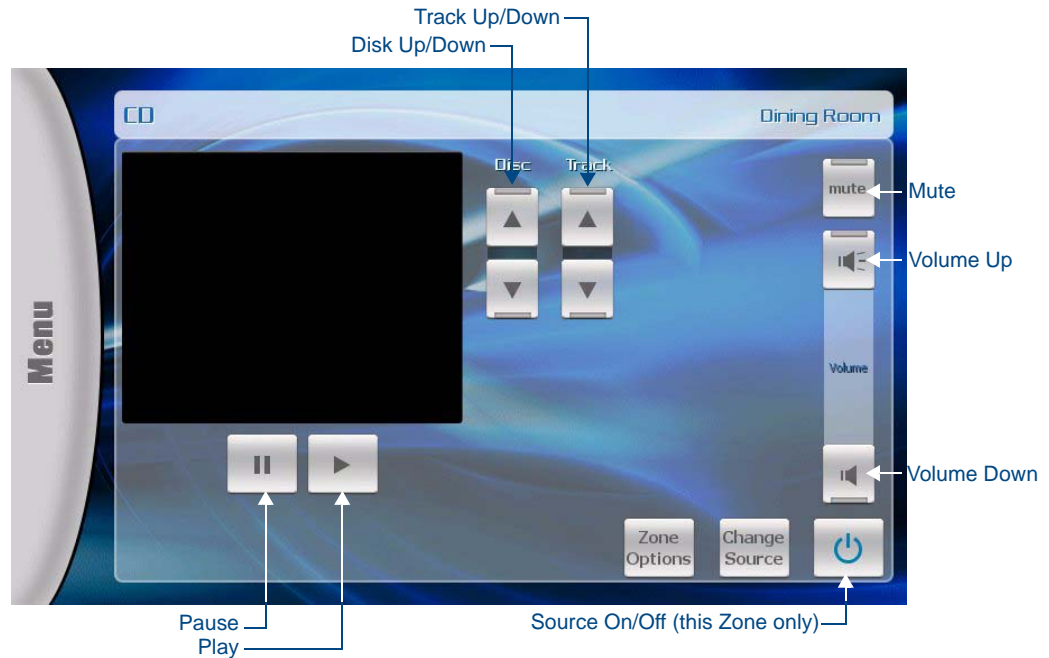 Track Up/Down
Disk Up/Down
CD
Dining Room
Disc
Track
mute
Mute
Volume Up
Menu
Volume
Volume Down
Zone
Options
Change
Source
Pause
Source On/Off (this Zone only)
Play